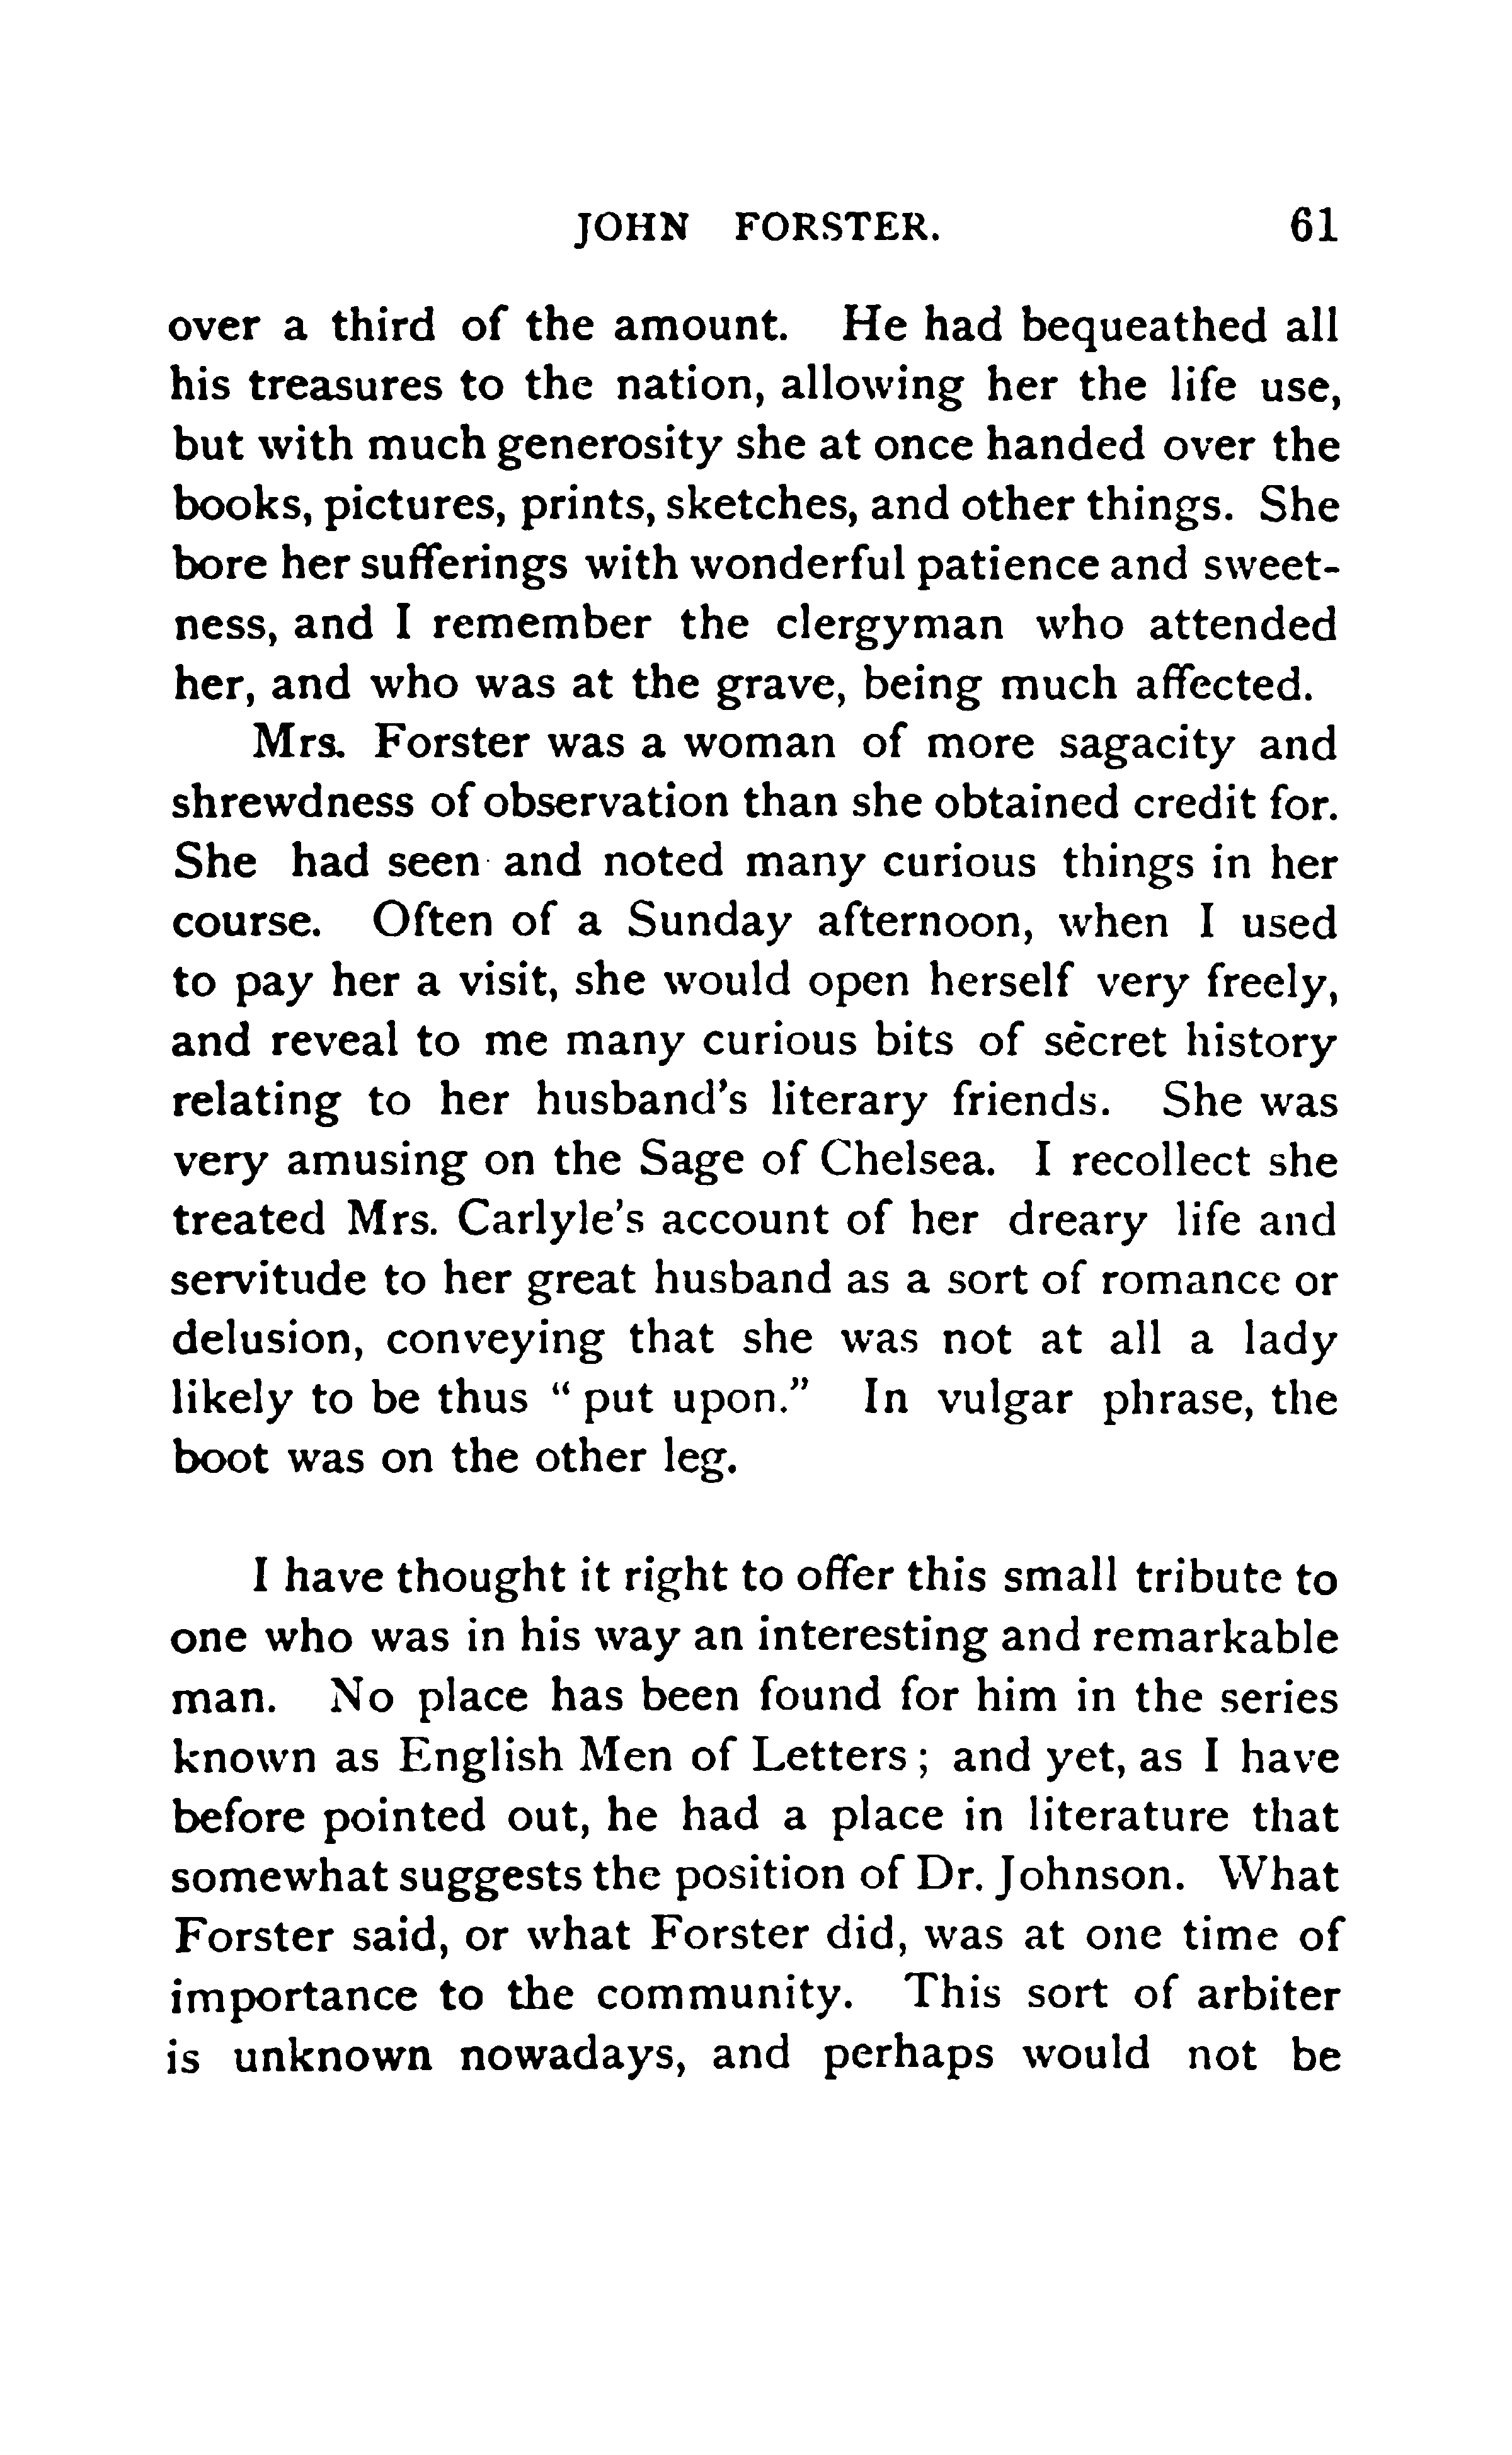 JOHN FORSTER. 61
over a third of the amount. He had bequeathed all
his treasures to the nation, allowing her the life use,
but with much generosity she at once handed over the
books, pictures, prints, sketches, and other things. She
bore her sufferings with wonderful patience and sweet-
ness, and I remember the clergyman who attended
her, and who was at the grave, being much affected.
Mrs. Forster was a woman of more sagacity and
shrewdness of observation than she obtained credit for.
She had seen and noted many curious things in her
course. Often of a Sunday afternoon, when I used
to pay her a visit, she would open herself very freely,
and reveal to me many curious bits of secret history
relating to her husband's literary friends. She was
very amusing on the Sage of Chelsea. I recollect she
treated Mrs. Carlyle's account of her dreary life and
servitude to her great husband as a sort of romance or
delusion, conveying that she was not at all a lady
likely to be thus "put upon." In vulgar phrase, the
boot was on the other leg.
I have thought it right to offer this small tribute to
one who was in his way an interesting and remarkable
man. No place has been found for him in the series
known as English Men of Letters; and yet, as I have
before pointed out, he had a place in literature that
somewhat suggests the position of Dr. Johnson. What
Forster said, or what Forster did, was at one time of
importance to the community. This sort of arbiter
is unknown nowadays, and perhaps would not be